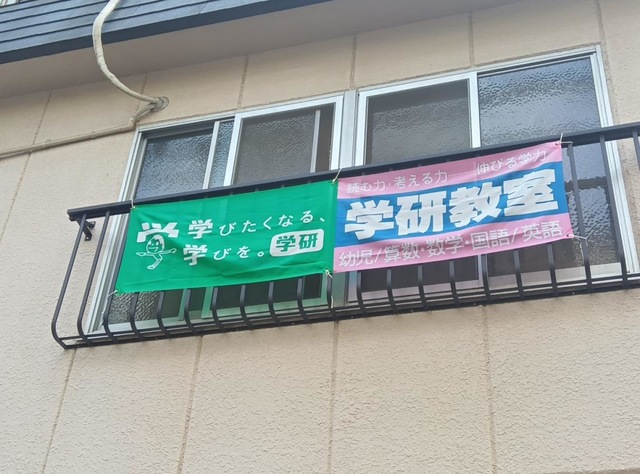 学びたくなる、
学びを。学研
読む力・考える力 伸びる学力
学研教室
幼児/算数・数学・国語/英語